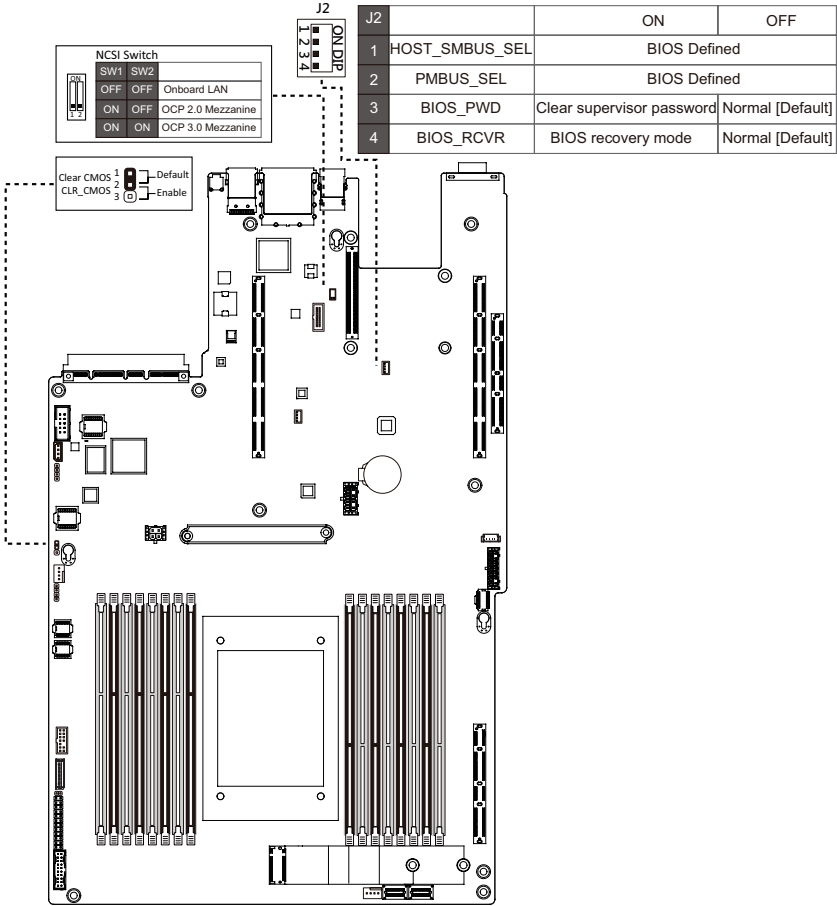 J2
ON DIP
1 2 3 4
J2 ON OFF
1 HOST_SMBUS_SEL BIOS Defined
2 PMBUS_SEL BIOS Defined
3 BIOS_PWD Clear supervisor password Normal [Default]
4 BIOS_RCVR BIOS recovery mode Normal [Default]
NCSI Switch
SW1 SW2
OFF OFF Onboard LAN
ON OFF OCP 2.0 Mezzanine
ON ON OCP 3.0 Mezzanine
ON
1 2
Clear CMOS 1 Default
CLR_CMOS 2 Enable
3